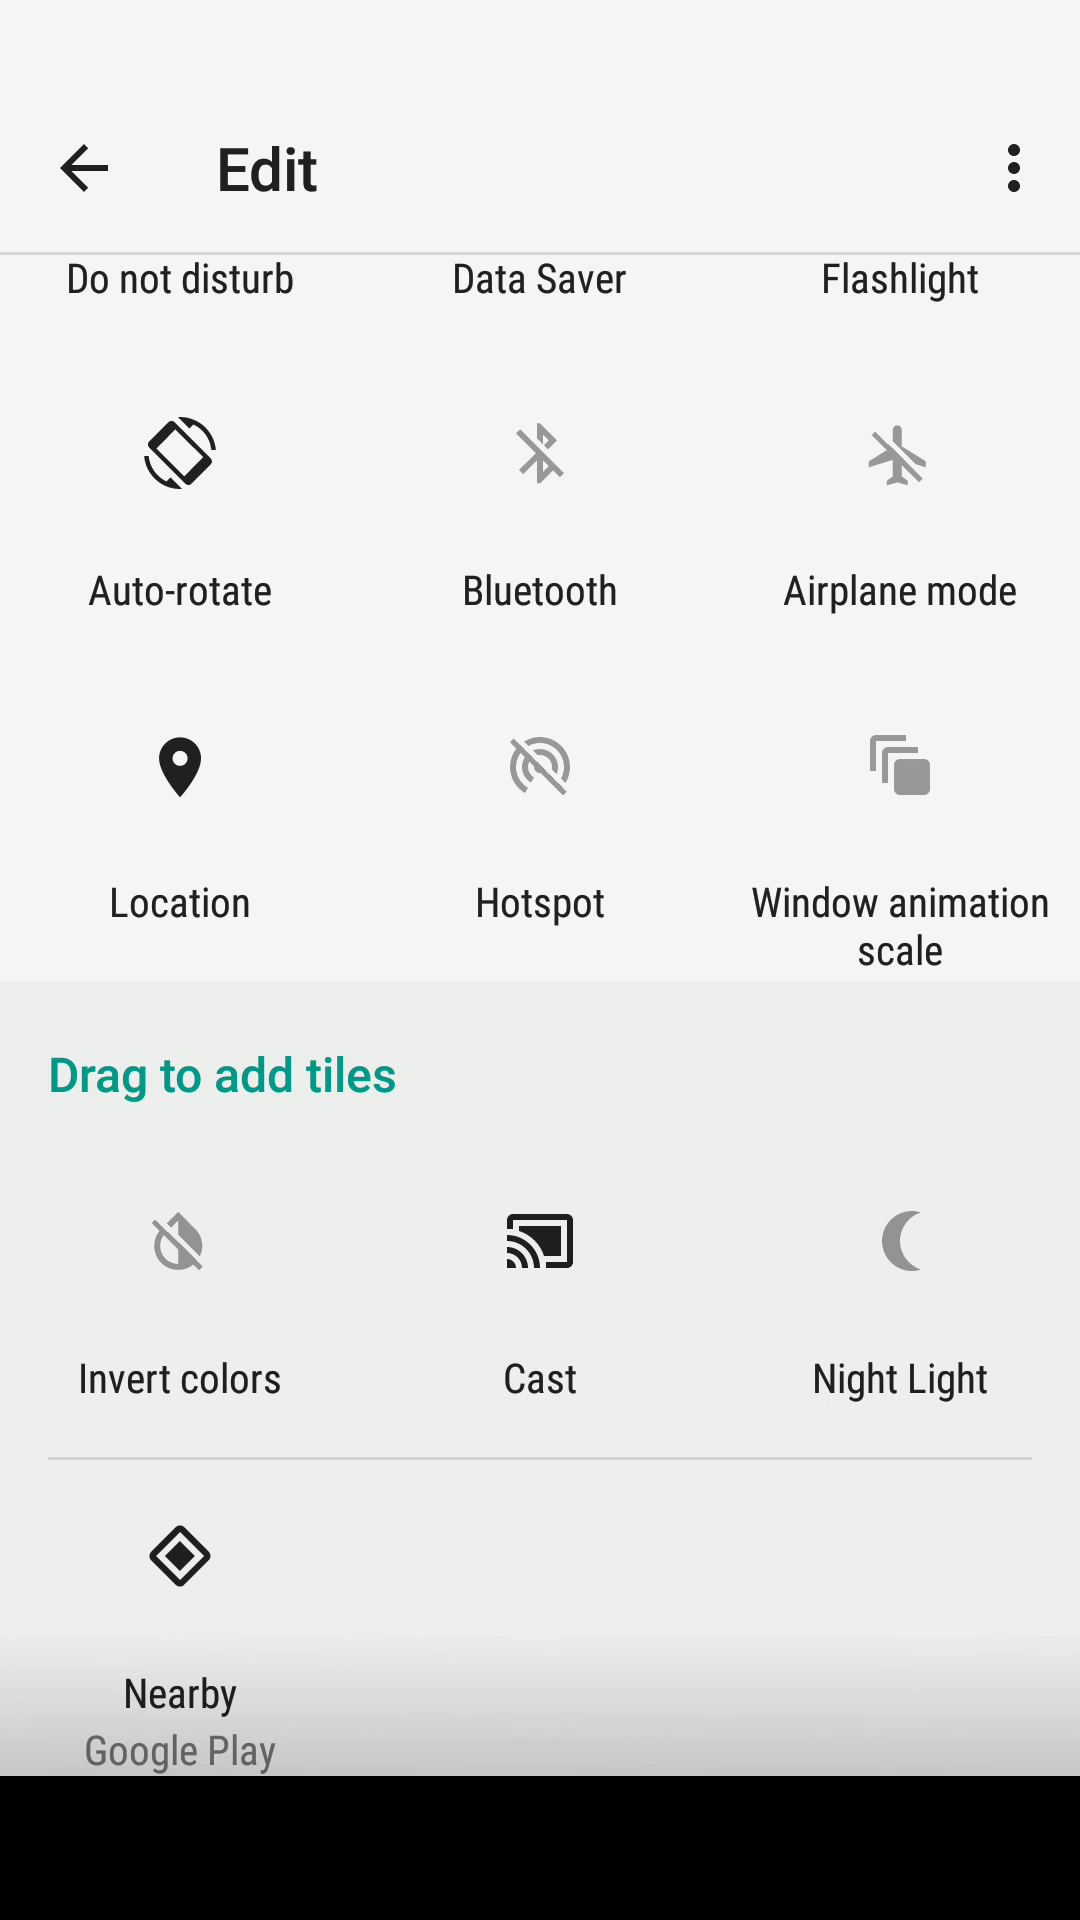 Edit
Do not disturb
Data Saver
Flashlight
Auto-rotate
Bluetooth
Airplane mode
Location
Hotspot
Window animation
scale
Drag to add tiles
Invert colors
Cast
Night Light
Nearby
Google Play